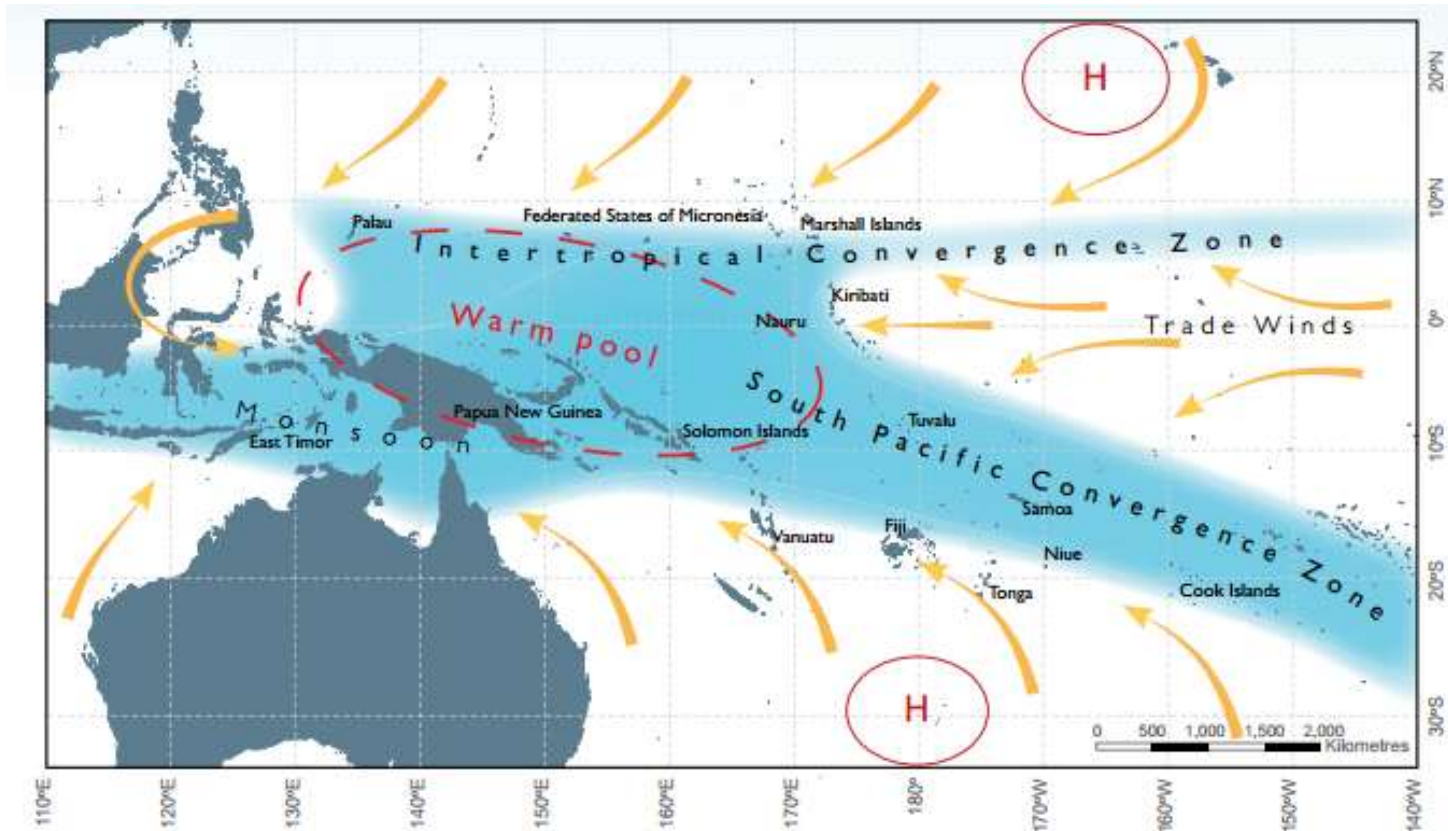 H
20°N
10°N
Palau
Federated States of Micronesia
Marshall Islands
Intertropical Convergence Zone
Kiribati
Warm pool
Nauru
Trade Winds
0°
South Pacific Convergence Zone
Monsoon
Papua New Guinea
East Timor
Solomon Islands
Tuvalu
10°S
Samoa
Fiji
Vanuatu
Niue
Tonga
Cook Islands
20°S
H
30°S
0 500 1,000 1,500 2,000
Kilometres
110°E 120°E 130°E 140°E 150°E 160°E 170°E 180° 170°W 160°W 150°W 140°W